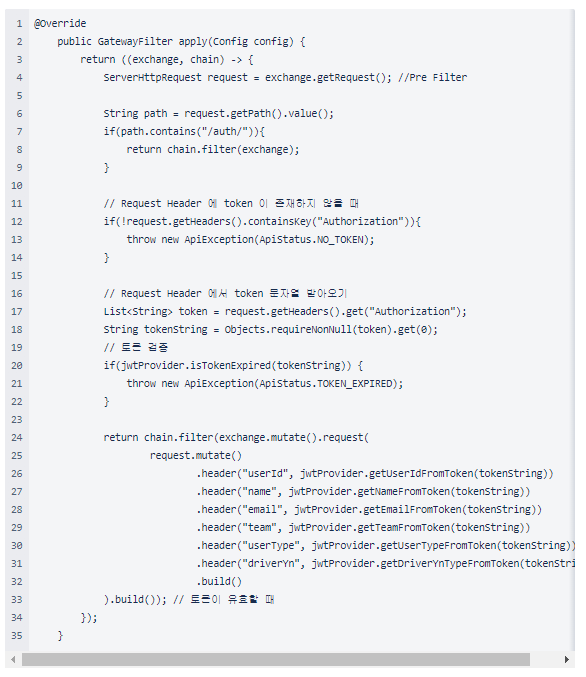 1 @Override
2 public GatewayFilter apply(Config config) {
3 return ((exchange, chain) -> {
4 ServerHttpRequest request = exchange.getRequest(); //Pre Filter
5
6 String path = request.getPath().value();
7 if(path.contains("/auth/")){
8 return chain.filter(exchange);
9 }
10
11 // Request Header 에 token 이 존재하지 않을 때
12 if(!request.getHeaders().containsKey("Authorization")){
13 throw new ApiException(ApiStatus.NO_TOKEN);
14 }
15
16 // Request Header 에서 token 문자열 받아오기
17 List<String> token = request.getHeaders().get("Authorization");
18 String tokenString = Objects.requireNonNull(token).get(0);
19 // 토큰 검증
20 if(jwtProvider.isTokenExpired(tokenString)) {
21 throw new ApiException(ApiStatus.TOKEN_EXPIRED);
22 }
23
24 return chain.filter(exchange.mutate().request(
25 request.mutate()
26 .header("userId", jwtProvider.getUserIdFromToken(tokenString))
27 .header("name", jwtProvider.getNameFromToken(tokenString))
28 .header("email", jwtProvider.getEmailFromToken(tokenString))
29 .header("team", jwtProvider.getTeamFromToken(tokenString))
30 .header("userType", jwtProvider.getUserTypeFromToken(tokenString))
31 .header("driverYn", jwtProvider.getDriverYnTypeFromToken(tokenStri
32 .build()
33 ).build()); // 토큰이 유효할 때
34 });
35 }